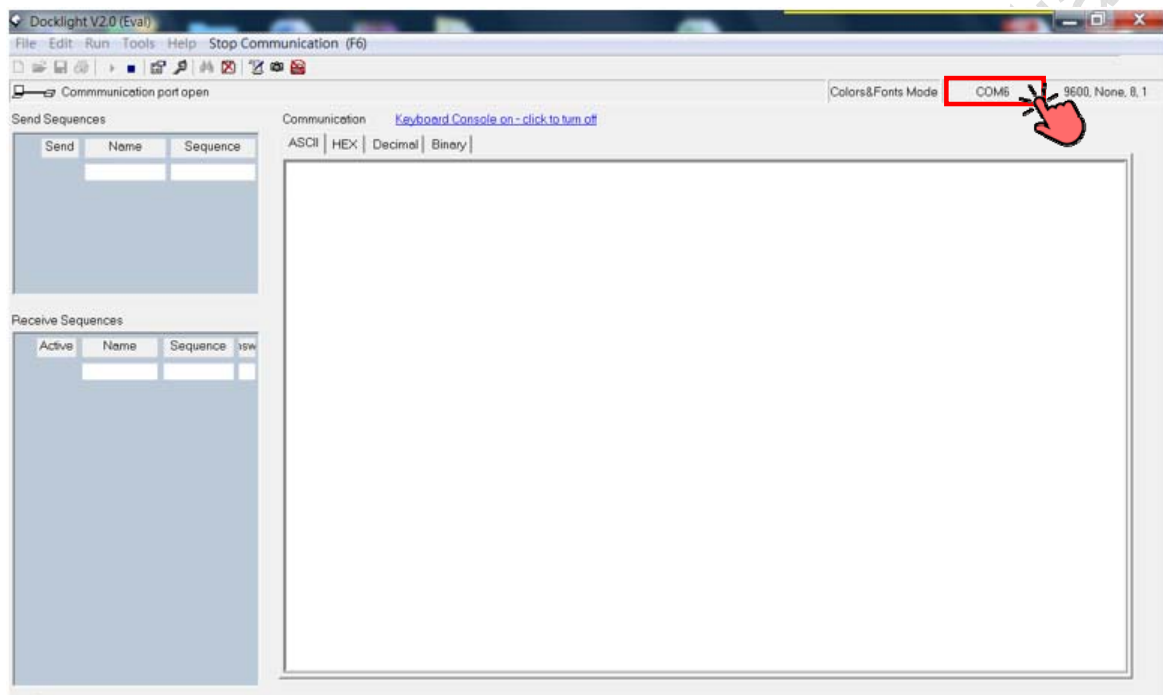 Docklight V2.0 (Eval)
File Edit Run Tools Help Stop Communication (F6)
Commmunication port open
Colors&Fonts Mode COM6 9600, None, 8, 1
Send Sequences
Send Name Sequence
Communication Keyboard Console on - click to turn off
ASCII HEX Decimal Binary
Receive Sequences
Active Name Sequence nsw